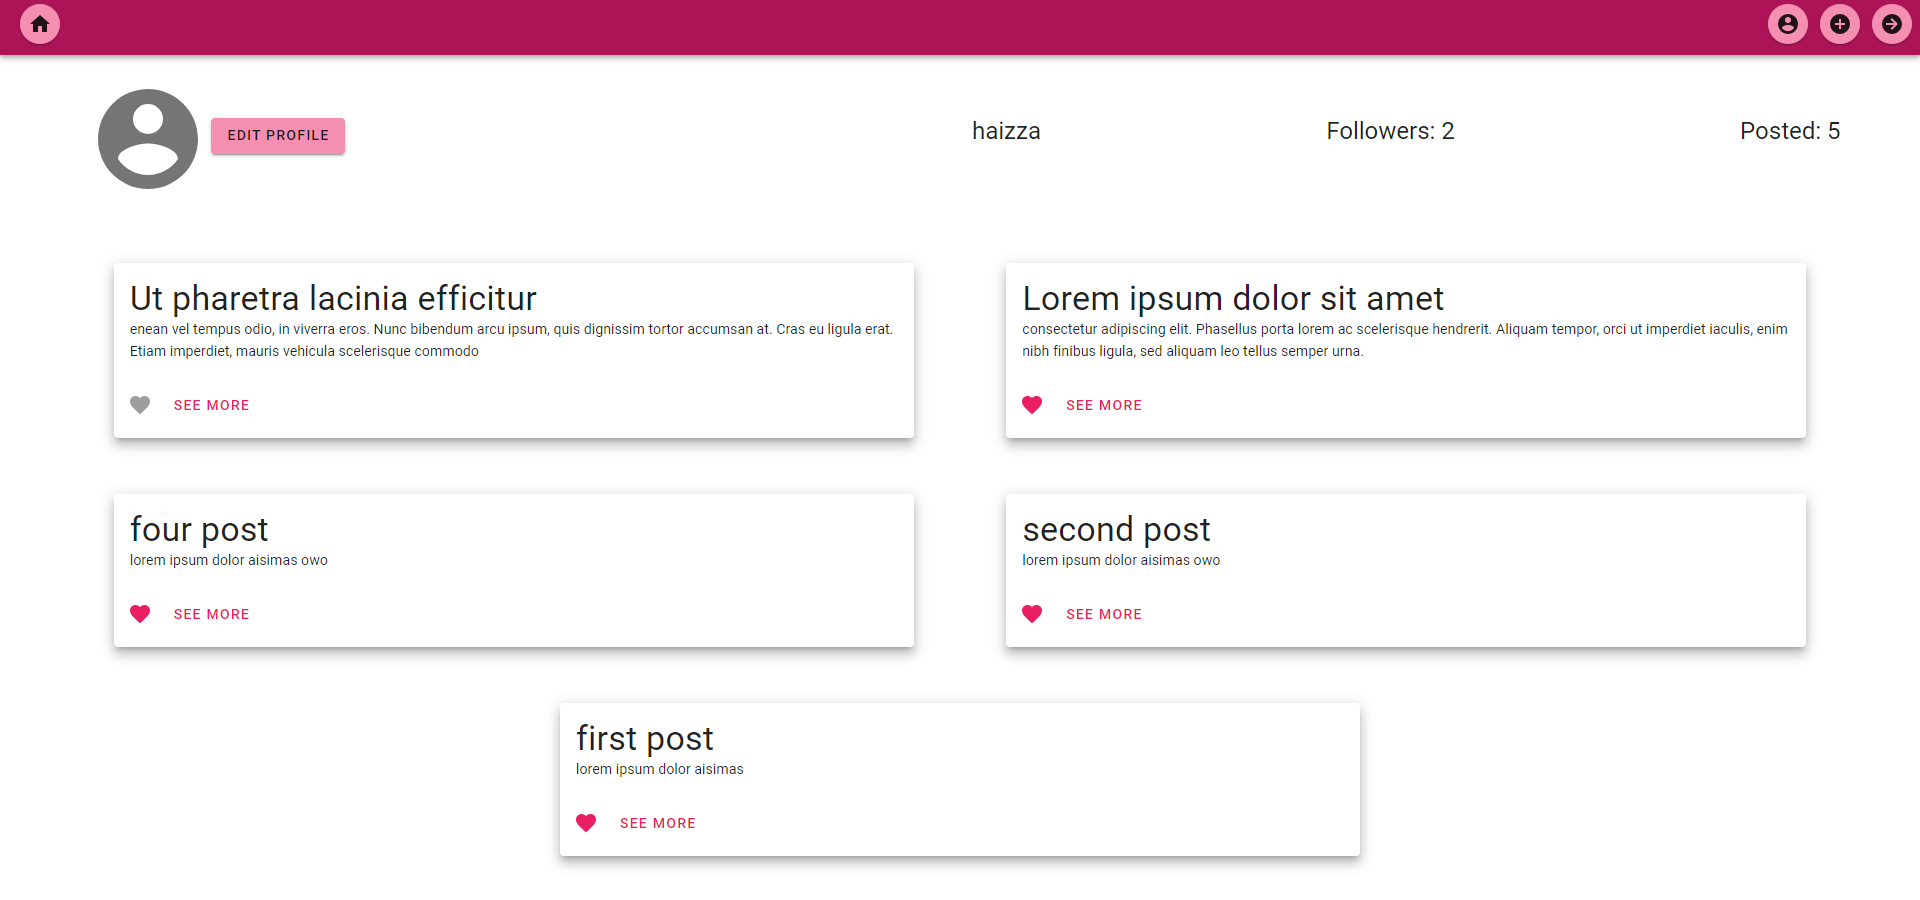 EDIT PROFILE
haizza
Followers: 2
Posted: 5
Ut pharetra lacinia efficitur
enean vel tempus odio, in viverra eros. Nunc bibendum arcu ipsum, quis dignissim tortor accumsan at. Cras eu ligula erat.
Etiam imperdiet, mauris vehicula scelerisque commodo
SEE MORE
Lorem ipsum dolor sit amet
consectetur adipiscing elit. Phasellus porta lorem ac scelerisque hendrerit. Aliquam tempor, orci ut imperdiet iaculis, enim
nibh finibus ligula, sed aliquam leo tellus semper urna.
SEE MORE
four post
lorem ipsum dolor aisimas owo
SEE MORE
second post
lorem ipsum dolor aisimas owo
SEE MORE
first post
lorem ipsum dolor aisimas
SEE MORE